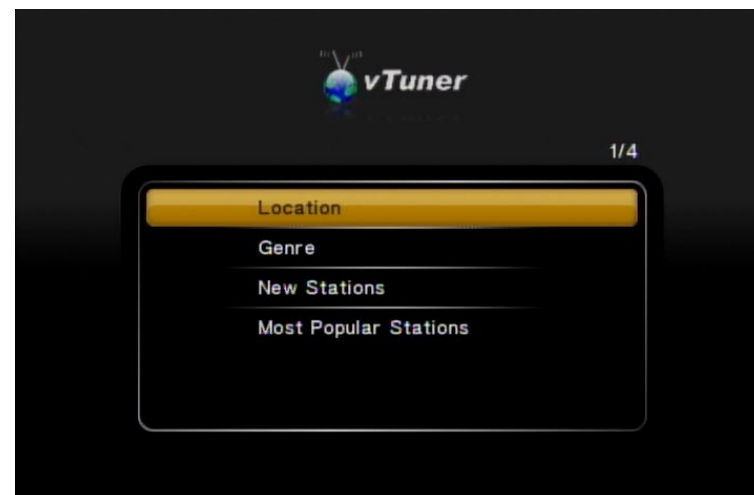 vTuner
1/4
Location
Genre
New Stations
Most Popular Stations